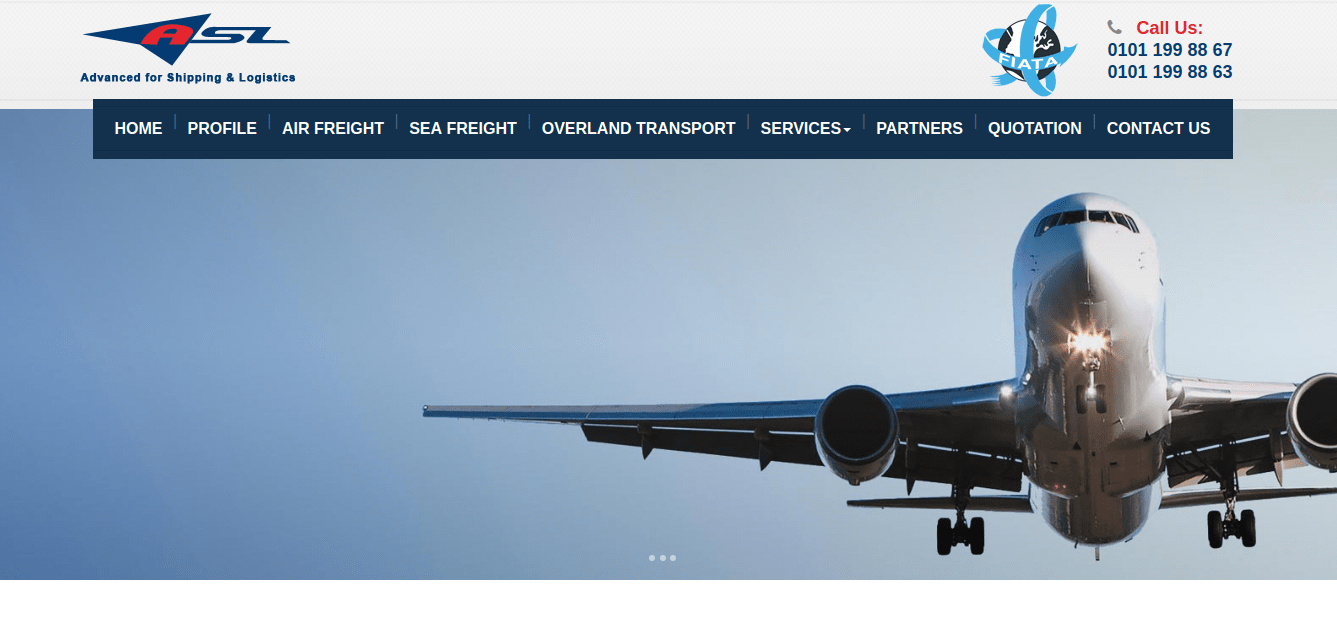 ASL
Advanced for Shipping & Logistics
FIATA
Call Us:
0101 199 88 67
0101 199 88 63
HOME
PROFILE
AIR FREIGHT
SEA FREIGHT
OVERLAND TRANSPORT
SERVICES
PARTNERS
QUOTATION
CONTACT US